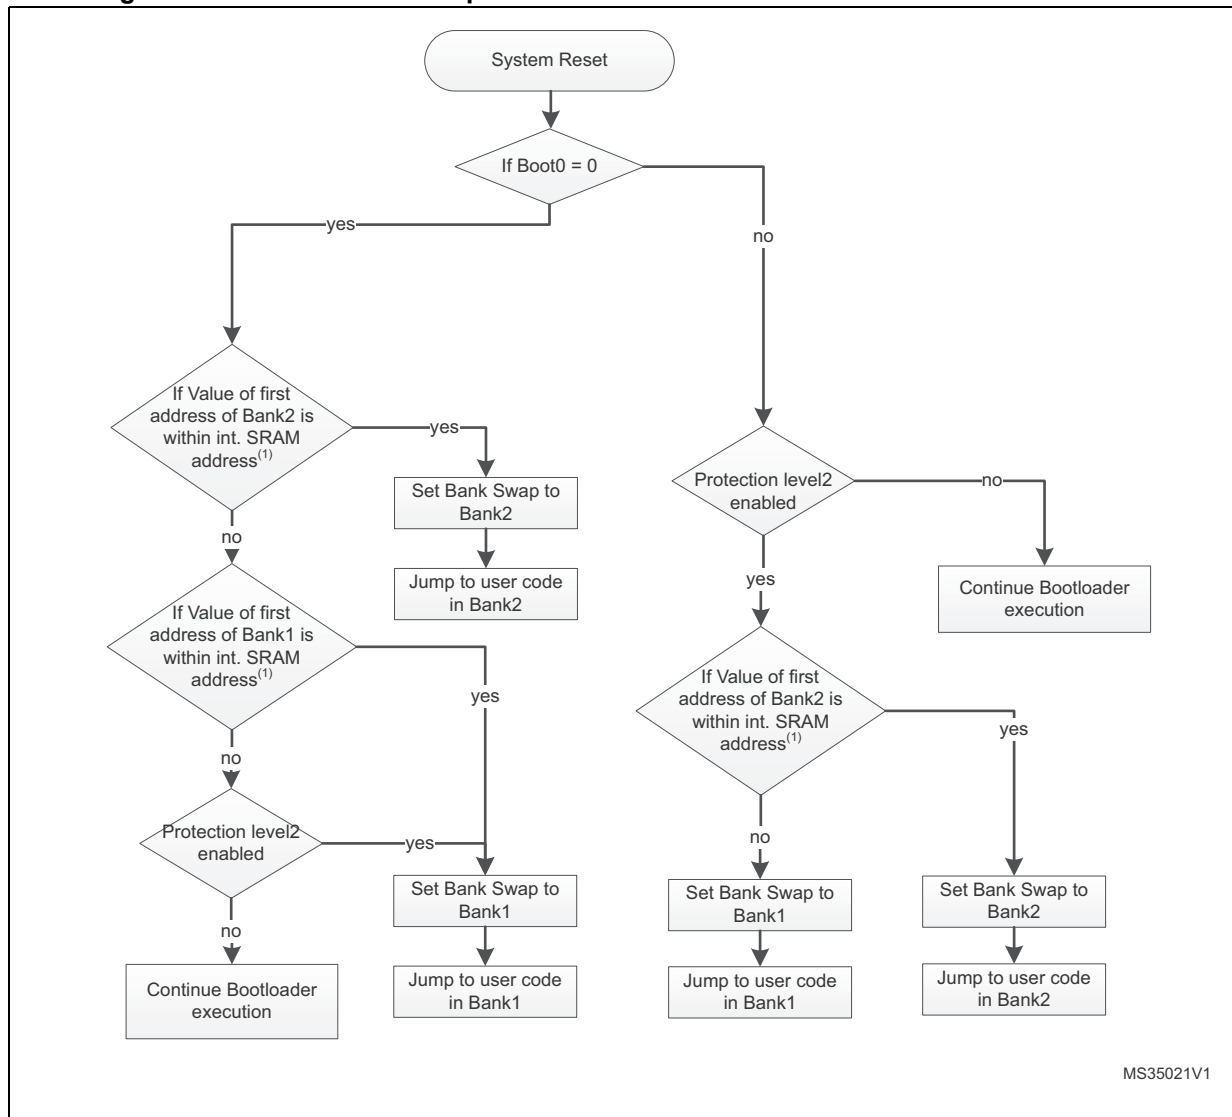 System Reset
If Boot0 = 0
yes
no
If Value of first
address of Bank2 is
within int. SRAM
address(1)
yes
Set Bank Swap to
Bank2
Jump to user code
in Bank2
no
If Value of first
address of Bank1 is
within int. SRAM
address(1)
yes
no
Protection level2
enabled
yes
Set Bank Swap to
Bank1
Jump to user code
in Bank1
no
Continue Bootloader
execution
Protection level2
enabled
no
Continue Bootloader
execution
yes
If Value of first
address of Bank2 is
within int. SRAM
address(1)
yes
no
Set Bank Swap to
Bank1
Jump to user code
in Bank1
Set Bank Swap to
Bank2
Jump to user code
in Bank2
MS35021V1